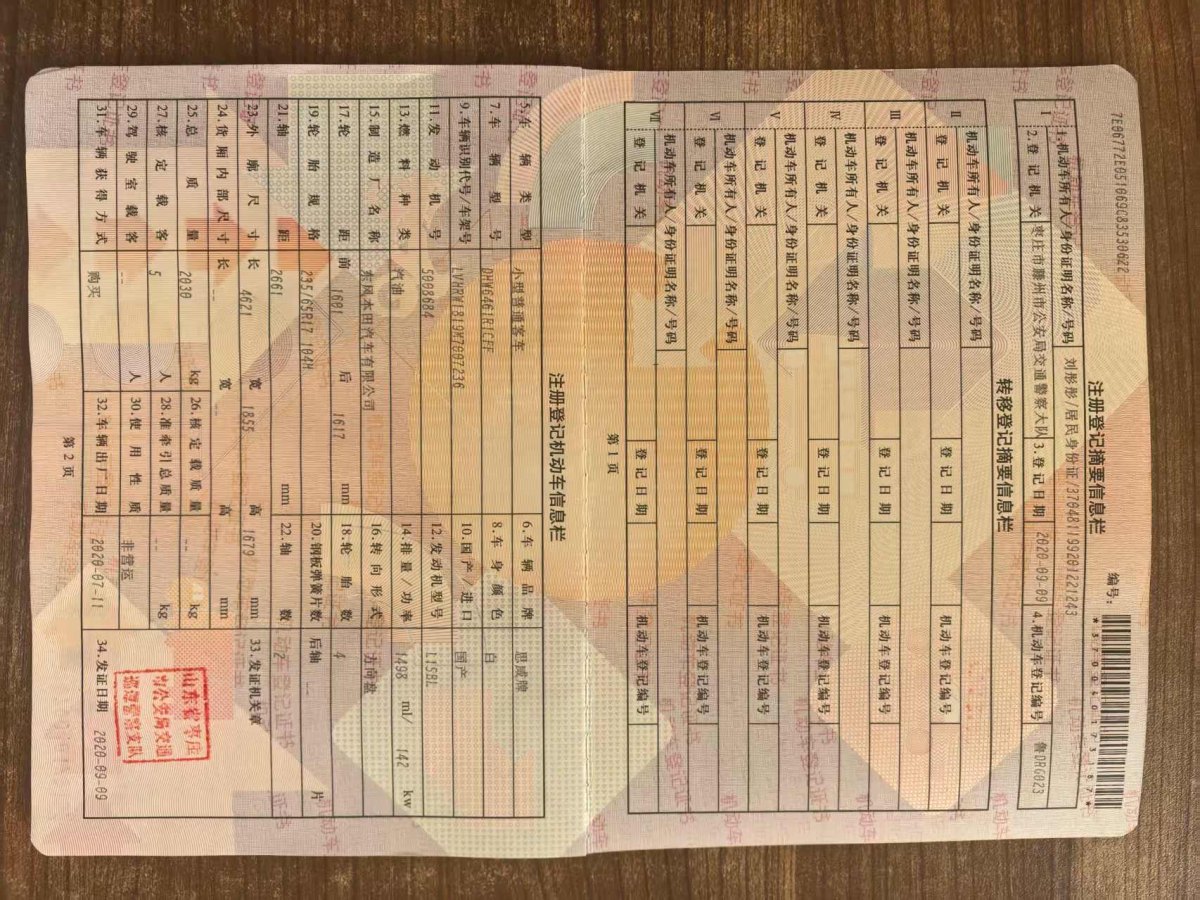 7E06772E051069C83530622
编号:
*370040173187*
注册登记摘要信息栏
Ⅰ 1.机动车所有人/身份证明名称/号码 刘彤彤/居民身份证/370481199201221243
2.登记机关 枣庄市滕州市公安局交通警察大队 3.登记日期 2020-09-09 4.机动车登记编号 鲁DRG023
转移登记摘要信息栏
Ⅱ 机动车所有人/身份证明名称/号码
登记机关 登记日期 机动车登记编号
Ⅲ 机动车所有人/身份证明名称/号码
登记机关 登记日期 机动车登记编号
Ⅳ 机动车所有人/身份证明名称/号码
登记机关 登记日期 机动车登记编号
Ⅴ 机动车所有人/身份证明名称/号码
登记机关 登记日期 机动车登记编号
Ⅵ 机动车所有人/身份证明名称/号码
登记机关 登记日期 机动车登记编号
Ⅶ 机动车所有人/身份证明名称/号码
登记机关 登记日期 机动车登记编号
第1页
注册登记机动车信息栏
5.车辆类型 小型普通客车 6.车辆品牌 思威牌
7.车辆型号 DHW6461R1CFF 8.车身颜色 白
9.车辆识别代号/车架号 LVHRW1819M7007236 10.国产/进口 国产
11.发动机号 5008684 12.发动机型号 L15BL
13.燃料种类 汽油 14.排量/功率 1498 ml/ 142 kw
15.制造厂名称 东风本田汽车有限公司 16.转向形式 方向盘
17.轮距 前 1601 后 1617 mm 18.轮胎数 4
19.轮胎规格 235/65R17 104H 20.钢板弹簧片数 后轴 -- 片
21.轴距 2661 mm 22.轴数 2
23.外廓尺寸 长 4621 宽 1855 高 1679 mm 33.发证机关章
24.货厢内部尺寸 长 -- 宽 -- 高 -- mm
25.总质量 2030 kg 26.核定载质量 -- kg
27.核定载客 5 人 28.准牵引总质量 -- kg
29.驾驶室载客 -- 人 30.使用性质 非营运
31.车辆获得方式 购买 32.车辆出厂日期 2020-07-11 34.发证日期 2020-09-09
山东省枣庄
市公安局交通
巡逻警察支队
第2页